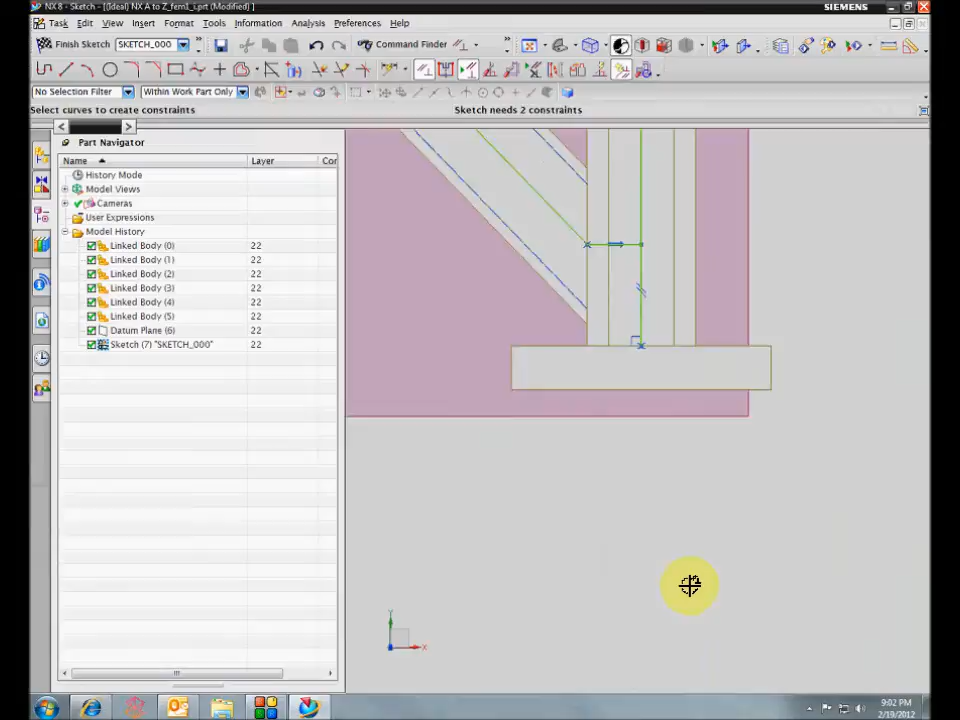 NX 8 - Sketch - [(Ideal) NX A to Z_fem1_i.prt (Modified) ]
SIEMENS
Task Edit View Insert Format Tools Information Analysis Preferences Help
Finish Sketch SKETCH_000 Command Finder
No Selection Filter Within Work Part Only
Select curves to create constraints Sketch needs 2 constraints
Part Navigator
Name Layer Cor
History Mode
Model Views
Cameras
User Expressions
Model History
Linked Body (0) 22
Linked Body (1) 22
Linked Body (2) 22
Linked Body (3) 22
Linked Body (4) 22
Linked Body (5) 22
Datum Plane (6) 22
Sketch (7) "SKETCH_000" 22
Y
X
9:02 PM
2/19/2012